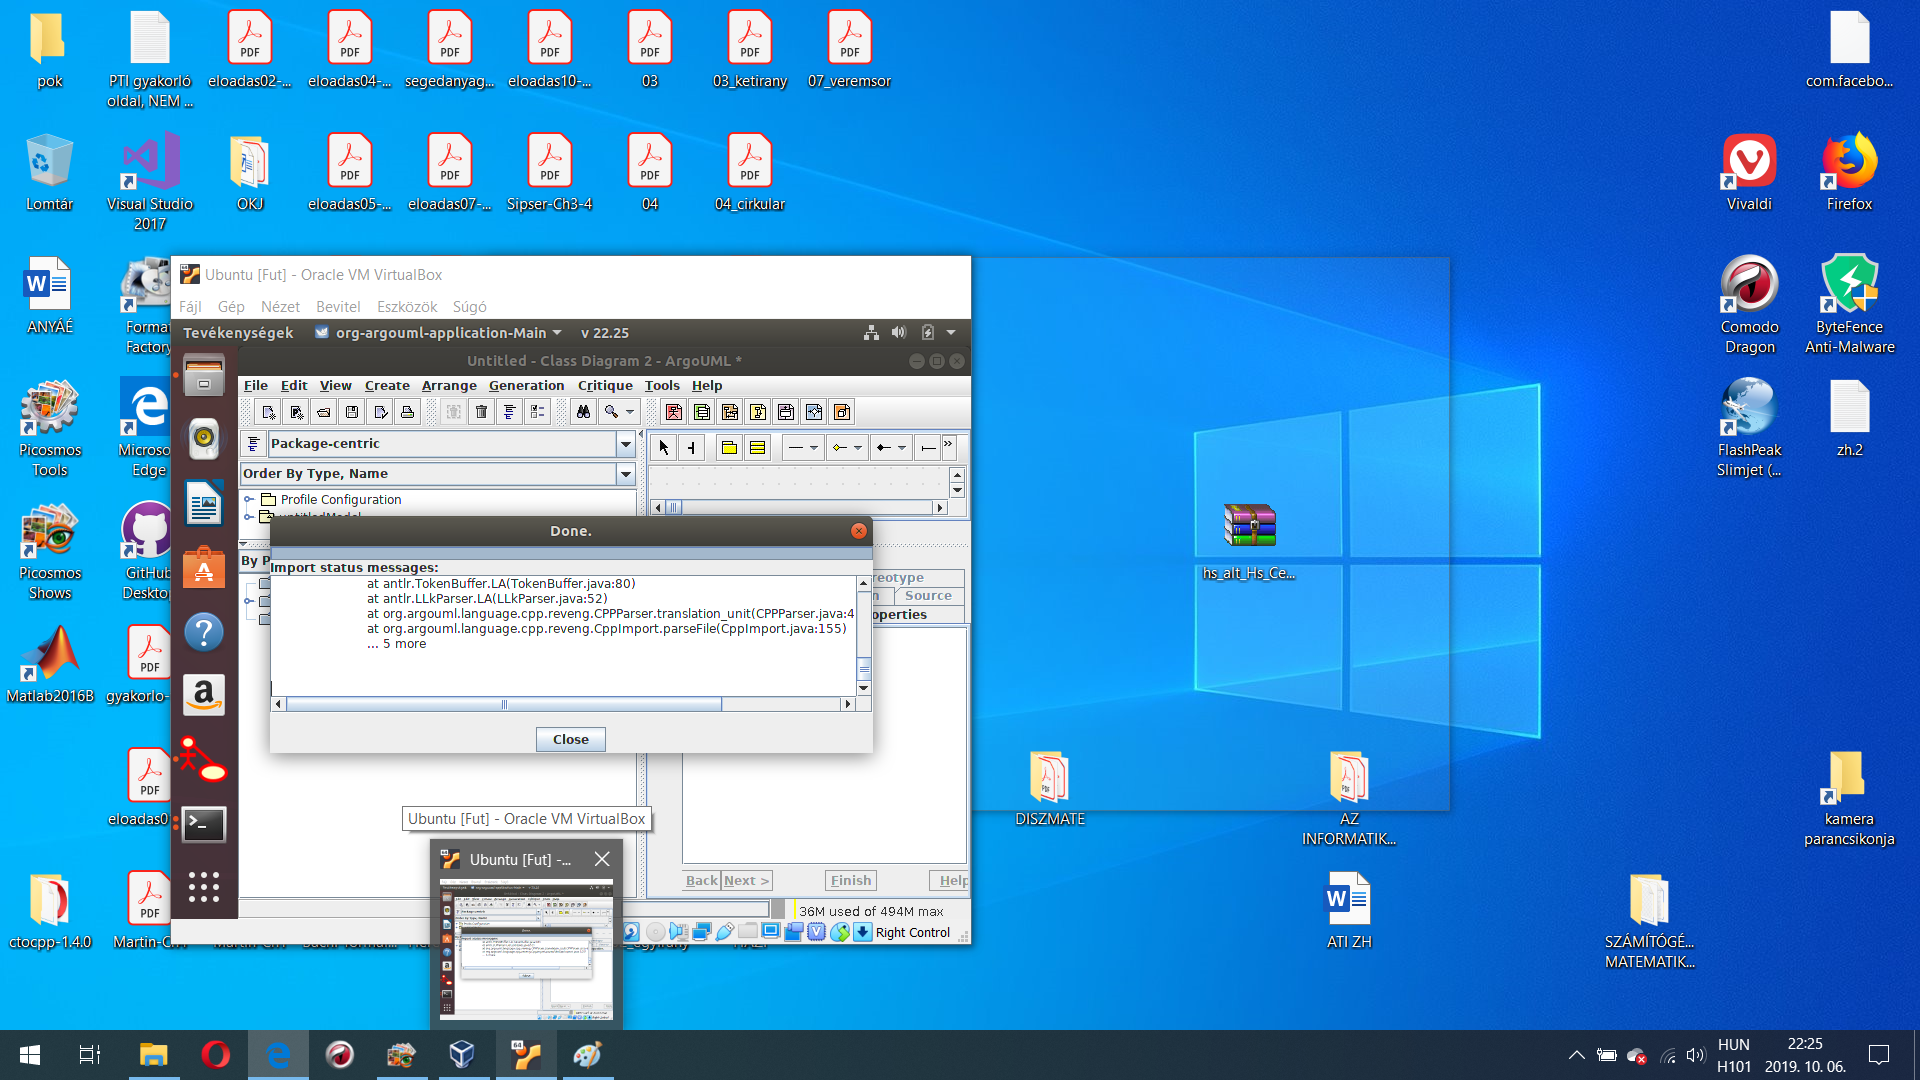 pok
PTI gyakorló
oldal, NEM ...
eloadas02-...
eloadas04-...
segedanyag...
eloadas10-...
03
03_ketirany
07_veremsor
com.facebo...
Lomtár
Visual Studio
2017
OKJ
eloadas05-...
eloadas07-...
Sipser-Ch3-4
04
04_cirkular
Vivaldi
Firefox
ANYÁÉ
Format
Factory
Comodo
Dragon
ByteFence
Anti-Malware
Picosmos
Tools
Microso
Edge
FlashPeak
Slimjet (...
zh.2
Picosmos
Shows
GitHub
Deskto
hs_alt_Hs_Ce...
Matlab2016B
gyakorlo-
eloadas0
DISZMATE
AZ
INFORMATIK...
kamera
parancsikonja
ctocpp-1.4.0
ATI ZH
SZÁMÍTÓGÉ...
MATEMATIK...
Ubuntu [Fut] - Oracle VM VirtualBox
Fájl Gép Nézet Bevitel Eszközök Súgó
Tevékenységek org-argouml-application-Main v 22.25
Untitled - Class Diagram 2 - ArgoUML *
File Edit View Create Arrange Generation Critique Tools Help
Package-centric
Order By Type, Name
Profile Configuration
untitledModel
By P
Done.
Import status messages:
at antlr.TokenBuffer.LA(TokenBuffer.java:80)
at antlr.LLkParser.LA(LLkParser.java:52)
at org.argouml.language.cpp.reveng.CPPParser.translation_unit(CPPParser.java:4
at org.argouml.language.cpp.reveng.CppImport.parseFile(CppImport.java:155)
... 5 more
Close
reotype
n Source
operties
Back Next > Finish Help
36M used of 494M max
Right Control
Ubuntu [Fut] - Oracle VM VirtualBox
Ubuntu [Fut] -...
HUN
H101
22:25
2019. 10. 06.